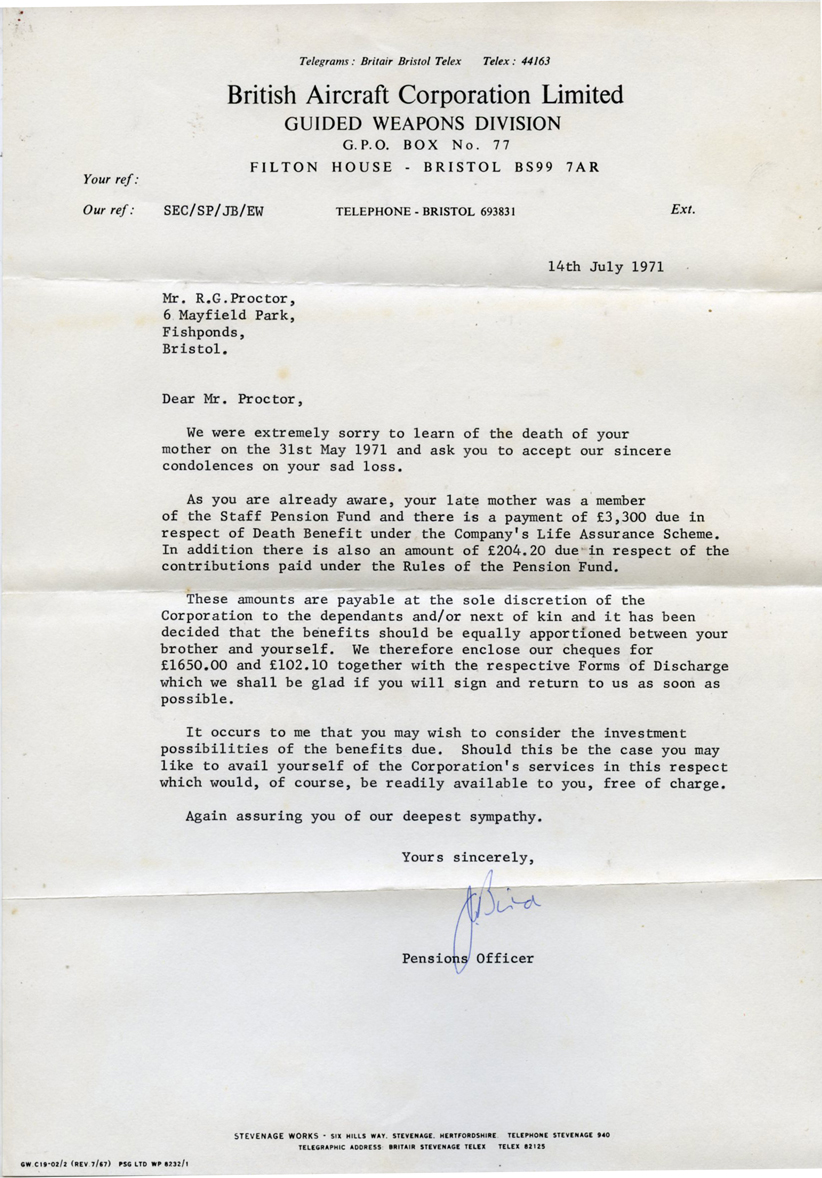 Telegrams: Britair Bristol Telex Telex: 44163
British Aircraft Corporation Limited
GUIDED WEAPONS DIVISION
G.P.O. BOX No. 77
FILTON HOUSE - BRISTOL BS99 7AR
Your ref:
Our ref: SEC/SP/JB/EW TELEPHONE - BRISTOL 693831 Ext.
14th July 1971
Mr. R.G.Proctor,
6 Mayfield Park,
Fishponds,
Bristol.
Dear Mr. Proctor,
We were extremely sorry to learn of the death of your
mother on the 31st May 1971 and ask you to accept our sincere
condolences on your sad loss.
As you are already aware, your late mother was a member
of the Staff Pension Fund and there is a payment of £3,300 due in
respect of Death Benefit under the Company's Life Assurance Scheme.
In addition there is also an amount of £204.20 due in respect of the
contributions paid under the Rules of the Pension Fund.
These amounts are payable at the sole discretion of the
Corporation to the dependants and/or next of kin and it has been
decided that the benefits should be equally apportioned between your
brother and yourself. We therefore enclose our cheques for
£1650.00 and £102.10 together with the respective Forms of Discharge
which we shall be glad if you will sign and return to us as soon as
possible.
It occurs to me that you may wish to consider the investment
possibilities of the benefits due. Should this be the case you may
like to avail yourself of the Corporation's services in this respect
which would, of course, be readily available to you, free of charge.
Again assuring you of our deepest sympathy.
Yours sincerely,
J. Bird
Pensions Officer
STEVENAGE WORKS - SIX HILLS WAY, STEVENAGE, HERTFORDSHIRE TELEPHONE STEVENAGE 940
TELEGRAPHIC ADDRESS BRITAIR STEVENAGE TELEX TELEX 82125
GW.C19-02/2 (REV 7/67) PSG LTD WP 8232/1